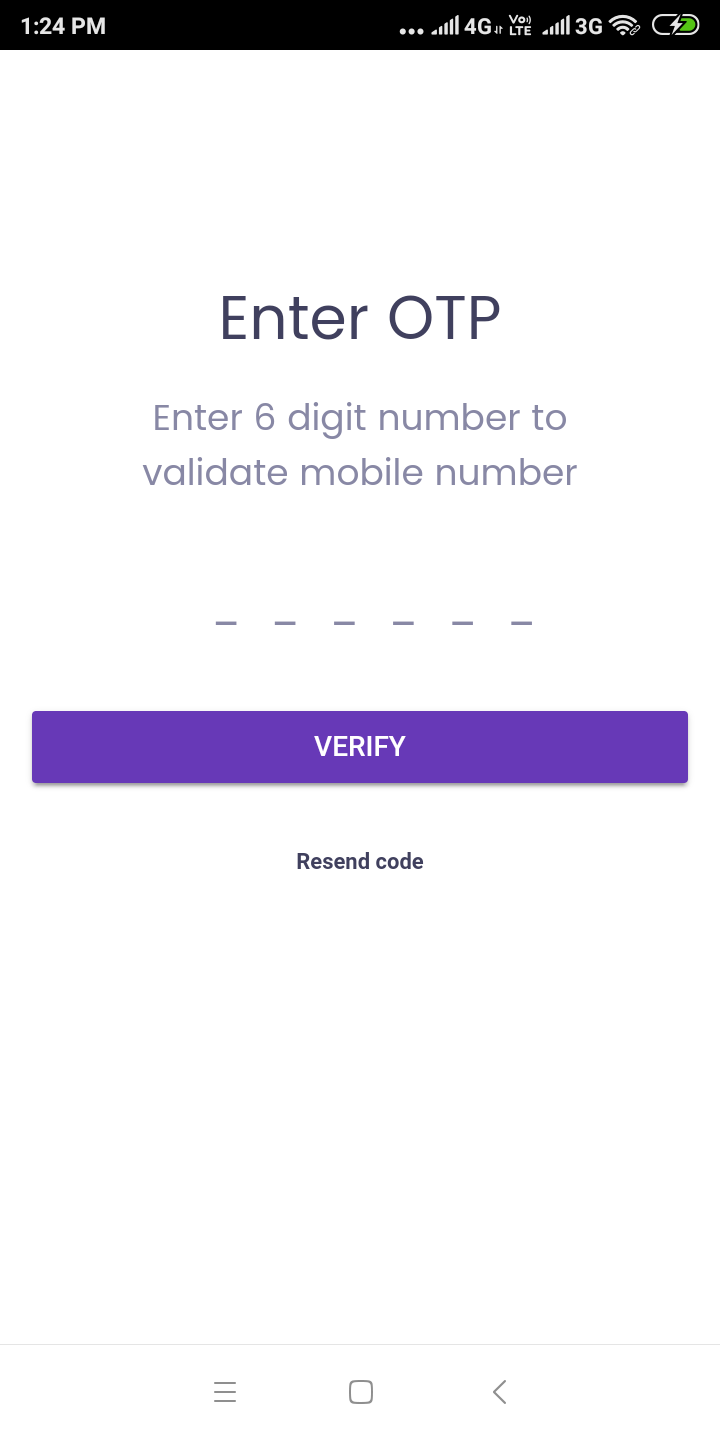 1:24 PM ... 4G Vo) LTE 3G
Enter OTP
Enter 6 digit number to
validate mobile number
_ _ _ _ _ _
VERIFY
Resend code